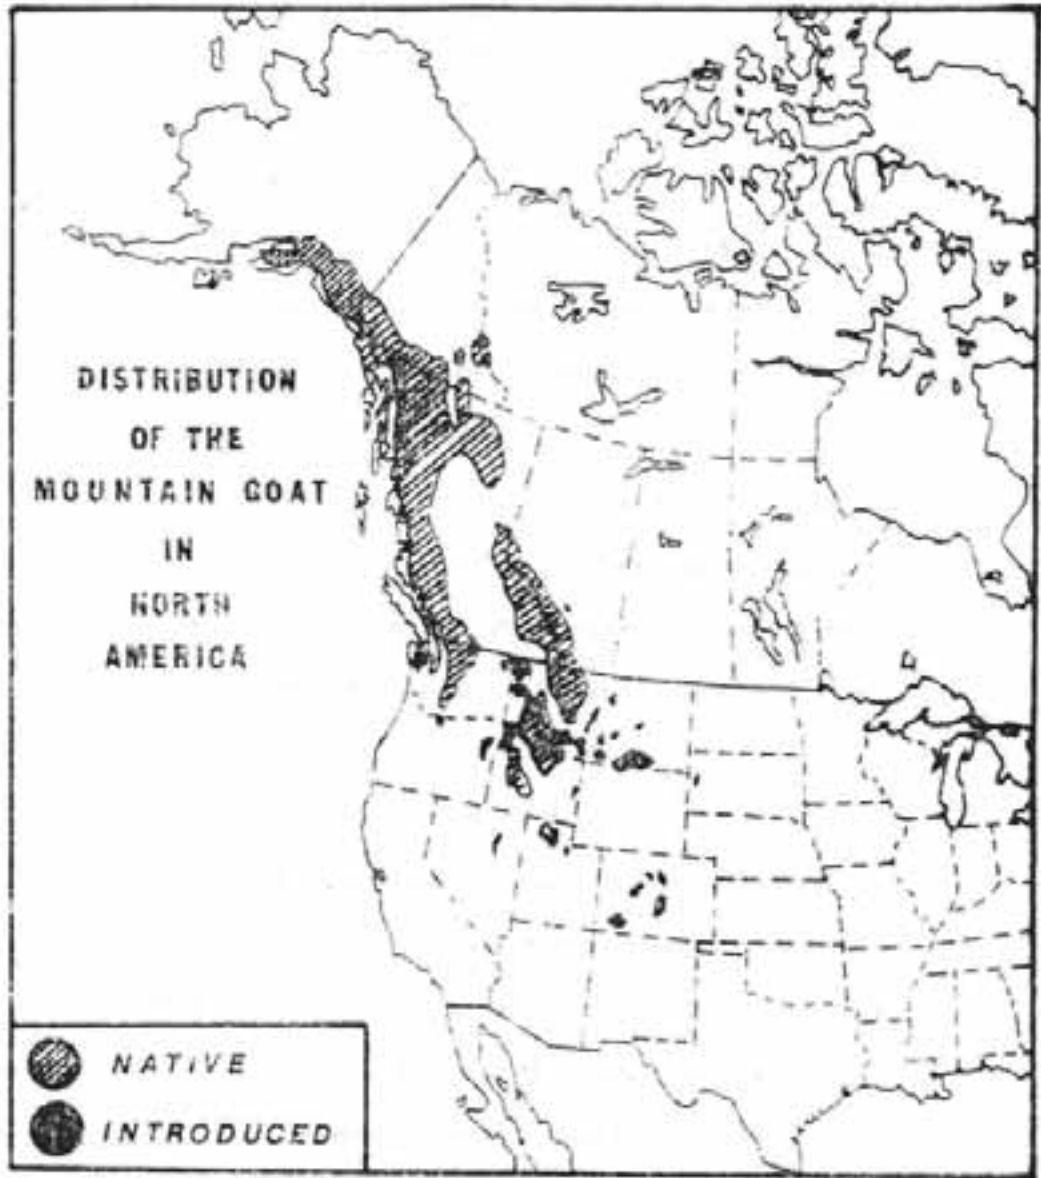 DISTRIBUTION
OF THE
MOUNTAIN GOAT
IN
NORTH
AMERICA
NATIVE
INTRODUCED